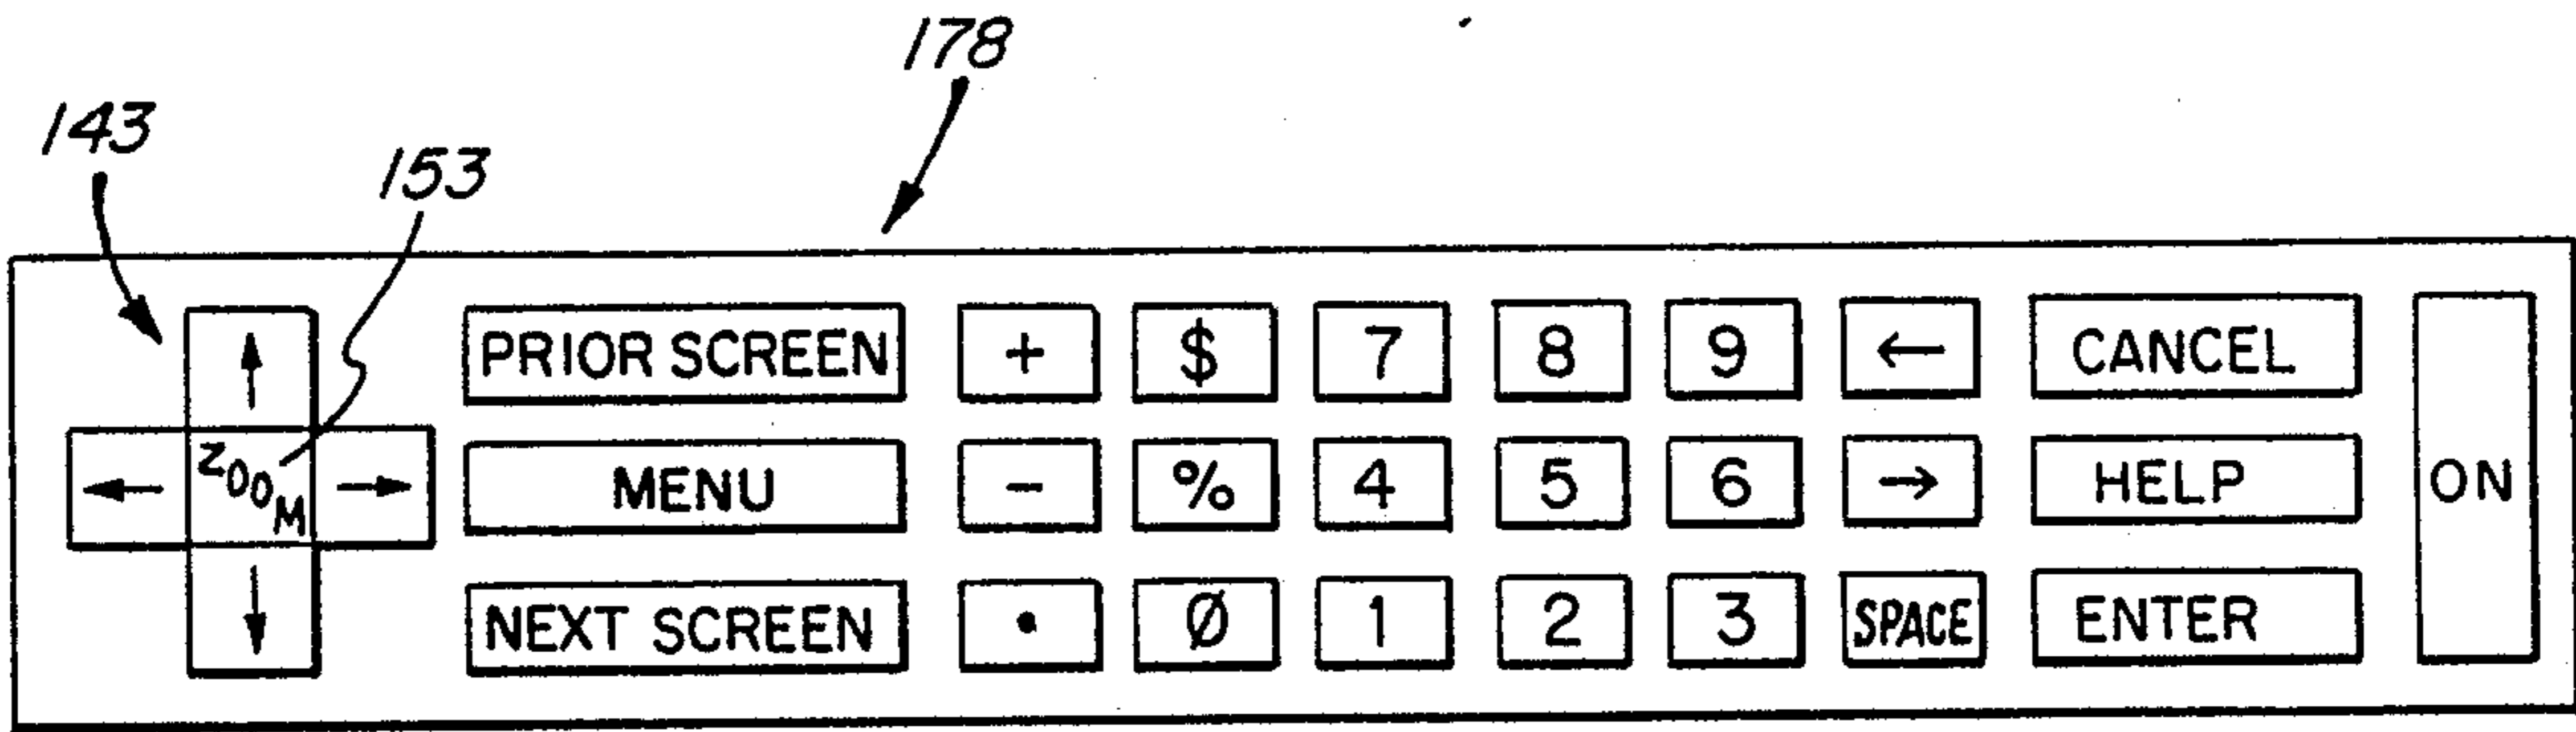 178
143
153
↑
PRIOR SCREEN + $ 7 8 9 ← CANCEL
← ZOOM → MENU - % 4 5 6 → HELP ON
↓
NEXT SCREEN • Ø 1 2 3 SPACE ENTER